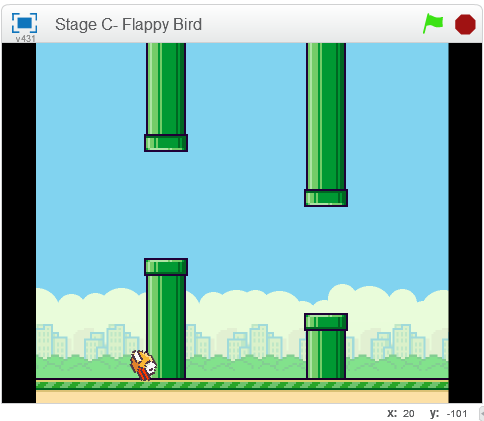 Stage C- Flappy Bird
v431
x: 20 y: -101